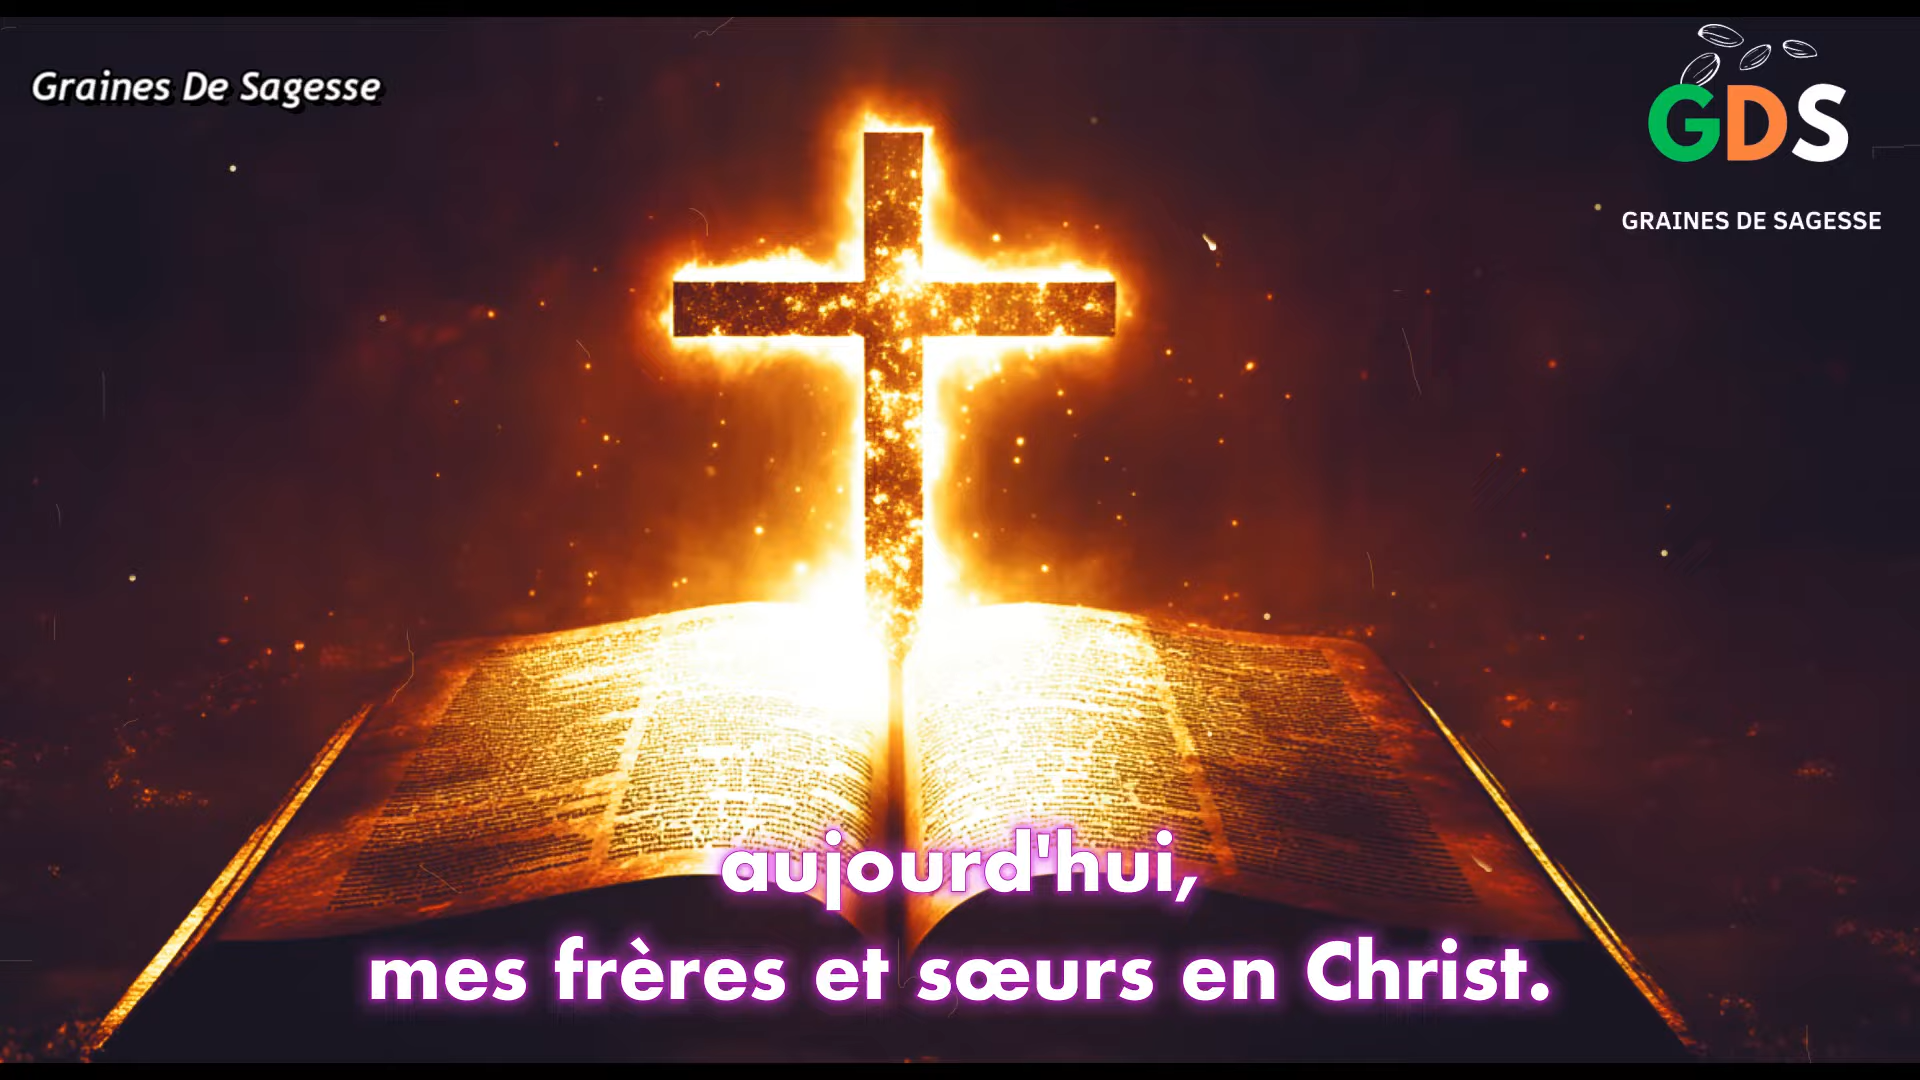 Graines De Sagesse
GDS
GRAINES DE SAGESSE
aujourd'hui,
mes frères et sœurs en Christ.